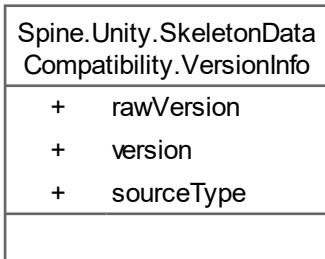 Spine.Unity.SkeletonData
Compatibility.VersionInfo
+ rawVersion
+ version
+ sourceType